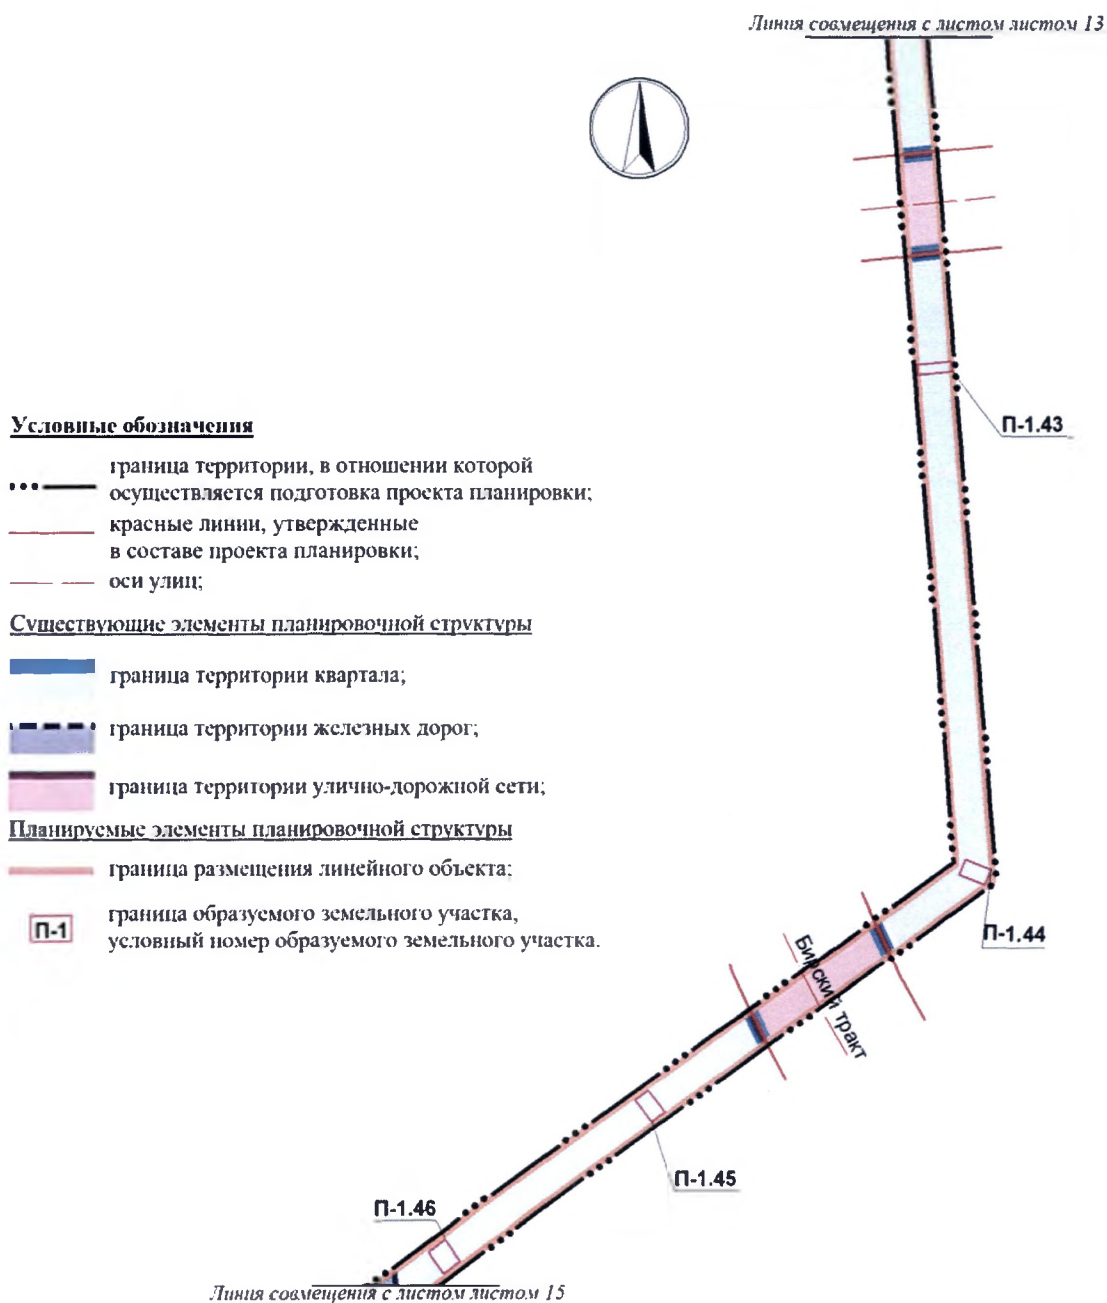 Линия совмещения с листом листом 13
П-1.43
Условные обозначения
граница территории, в отношении которой
осуществляется подготовка проекта планировки;
красные линии, утвержденные
в составе проекта планировки;
оси улиц;
Существующие элементы планировочной структуры
граница территории квартала;
граница территории железных дорог;
граница территории улично-дорожной сети;
Планируемые элементы планировочной структуры
граница размещения линейного объекта;
П-1
граница образуемого земельного участка,
условный номер образуемого земельного участка.
П-1.44
Бирский тракт
П-1.45
П-1.46
Линия совмещения с листом листом 15